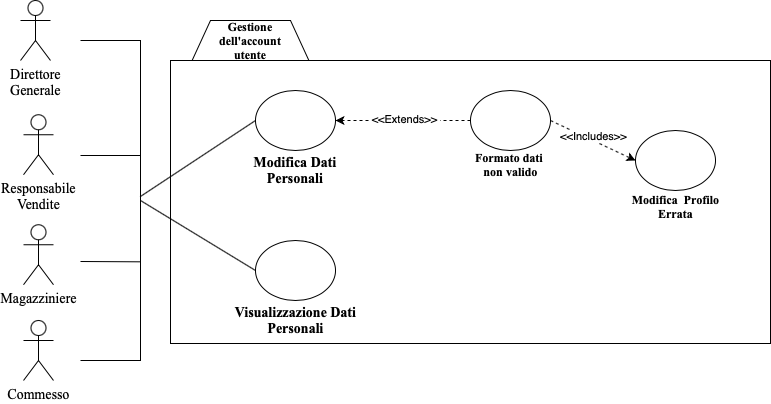 Gestione
dell'account
utente
Direttore
Generale
Responsabile
Vendite
Magazziniere
Commesso
<<Extends>>
<<Includes>>
Modifica Dati
Personali
Formato dati
non valido
Modifica Profilo
Errata
Visualizzazione Dati
Personali